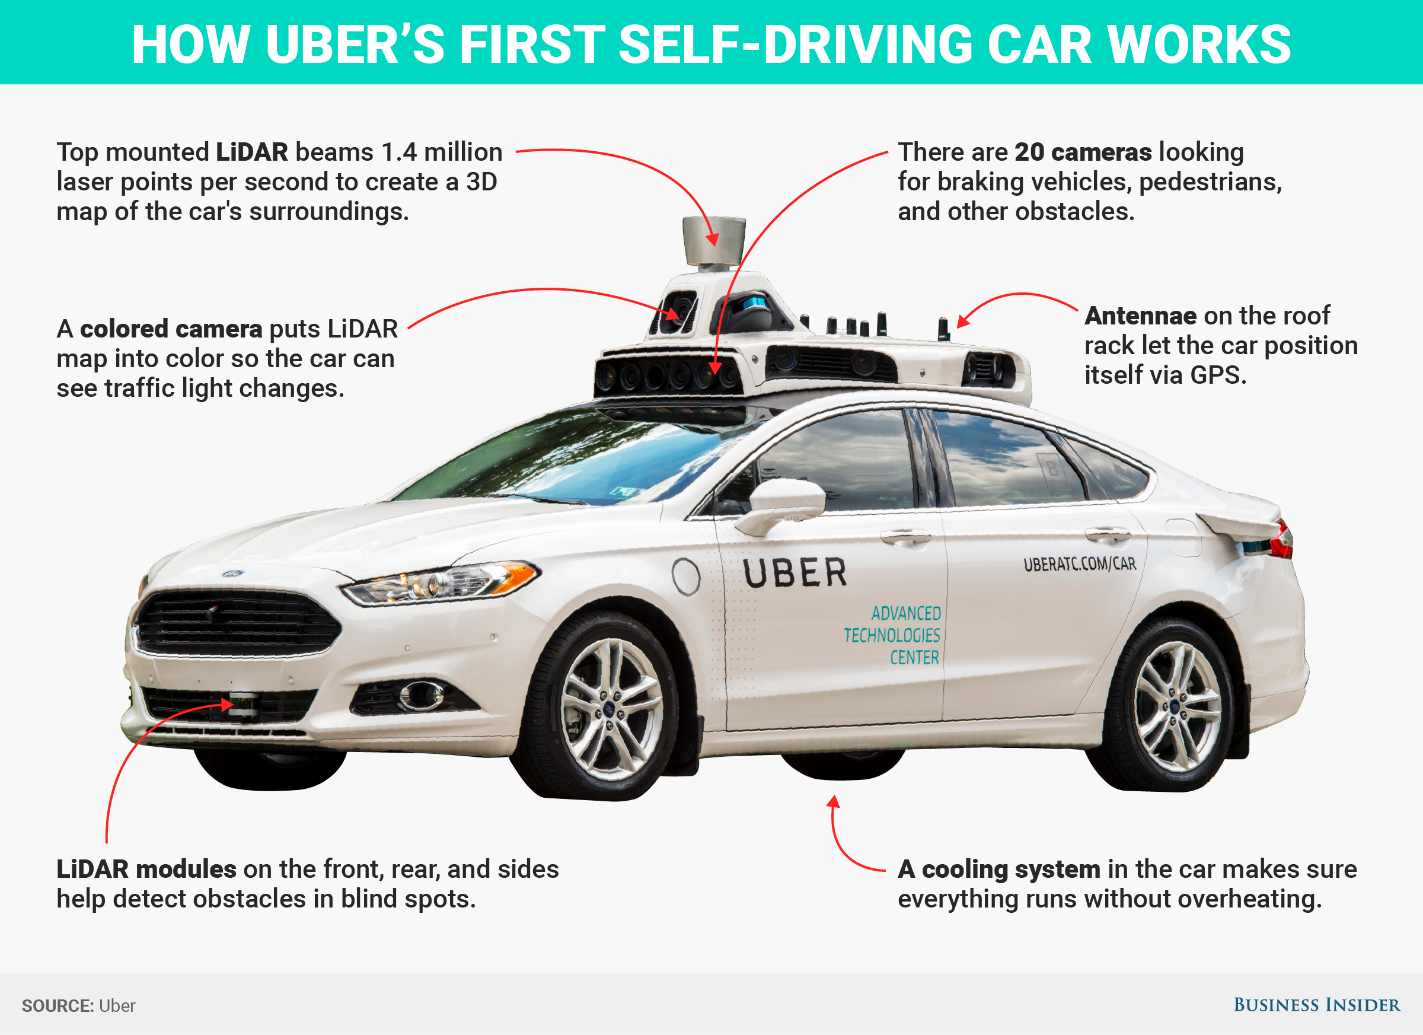 HOW UBER'S FIRST SELF-DRIVING CAR WORKS
Top mounted LiDAR beams 1.4 million
laser points per second to create a 3D
map of the car's surroundings.
There are 20 cameras looking
for braking vehicles, pedestrians,
and other obstacles.
A colored camera puts LiDAR
map into color so the car can
see traffic light changes.
Antennae on the roof
rack let the car position
itself via GPS.
UBER
UBERATC.COM/CAR
ADVANCED
TECHNOLOGIES
CENTER
LiDAR modules on the front, rear, and sides
help detect obstacles in blind spots.
A cooling system in the car makes sure
everything runs without overheating.
SOURCE: Uber
BUSINESS INSIDER